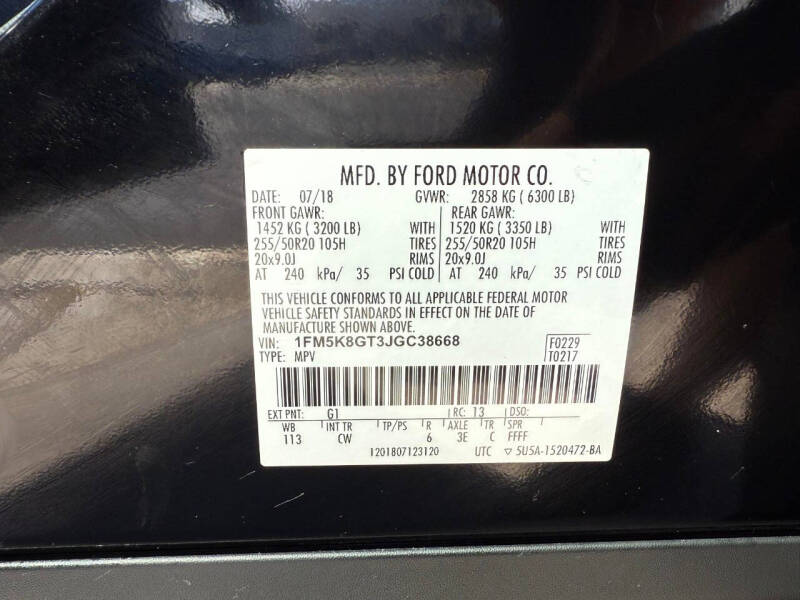 MFD. BY FORD MOTOR CO.
DATE: 07/18 GVWR: 2858 KG ( 6300 LB)
FRONT GAWR: REAR GAWR:
1452 KG ( 3200 LB) WITH 1520 KG ( 3350 LB) WITH
255/50R20 105H TIRES 255/50R20 105H TIRES
20x9.0J RIMS 20x9.0J RIMS
AT 240 kPa/ 35 PSI COLD AT 240 kPa/ 35 PSI COLD
THIS VEHICLE CONFORMS TO ALL APPLICABLE FEDERAL MOTOR
VEHICLE SAFETY STANDARDS IN EFFECT ON THE DATE OF
MANUFACTURE SHOWN ABOVE.
VIN: 1FM5K8GT3JGC38668 F0229
TYPE: MPV T0217
EXT PNT: G1 RC: 13 DSO:
WB INT TR TP/PS R AXLE TR SPR
113 CW 6 3E C FFFF
1201807123120 UTC ▽ 5U5A-1520472-BA